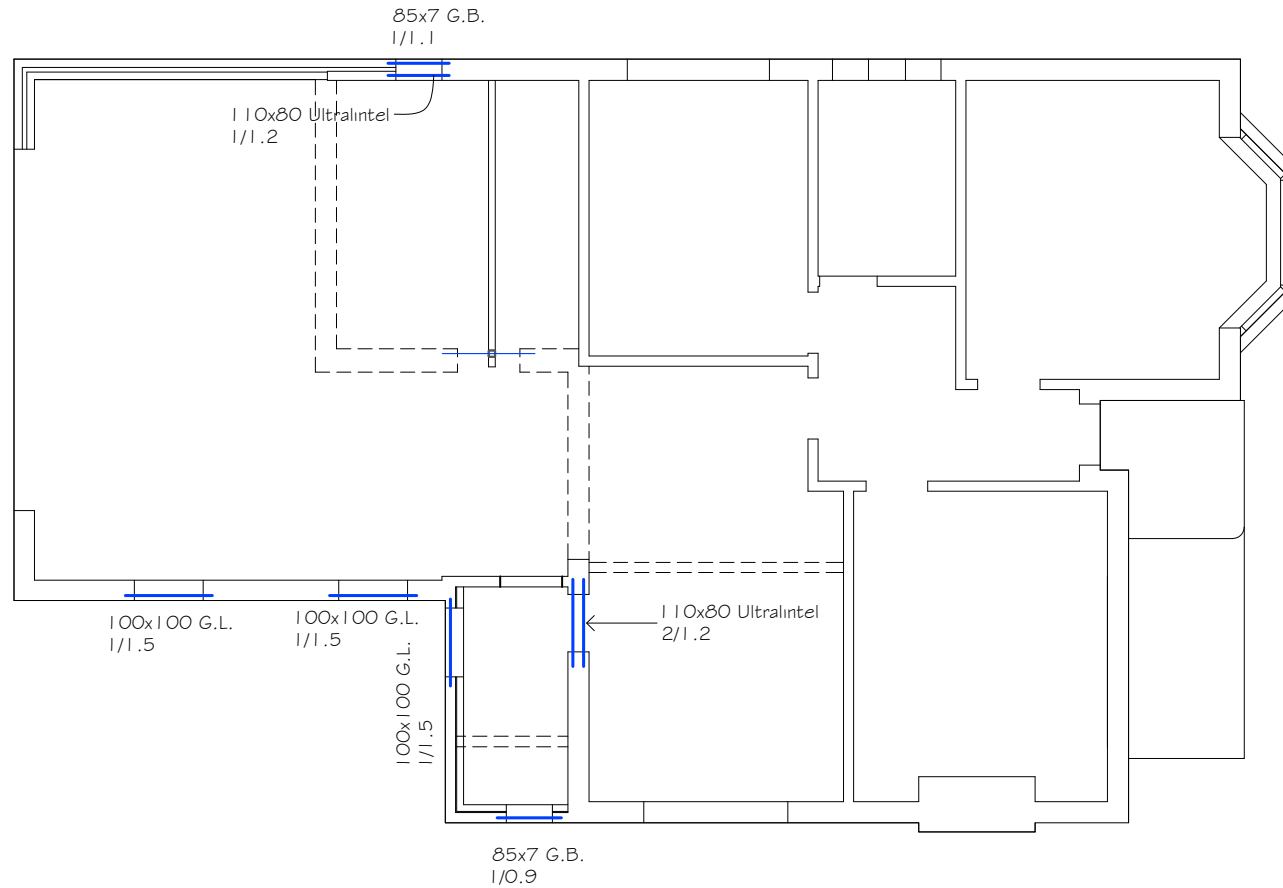 85x7 G.B.
1/1.1
110x80 Ultralintel
1/1.2
100x100 G.L.
1/1.5
100x100 G.L.
1/1.5
100x100 G.L.
1/1.5
110x80 Ultralintel
2/1.2
85x7 G.B.
1/0.9